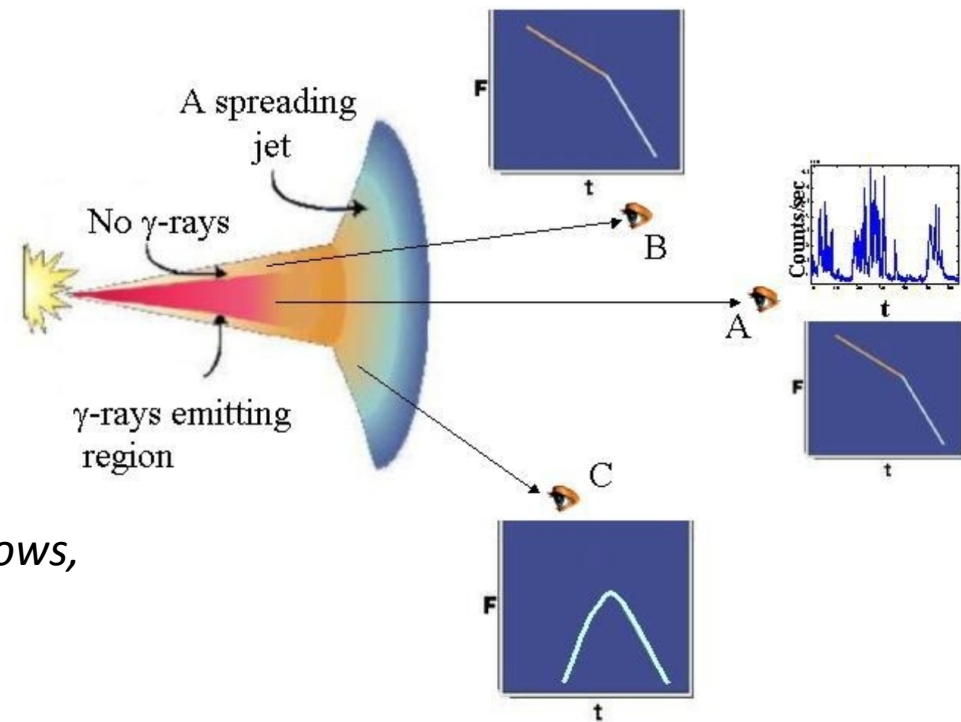 F
t
A spreading
jet
No γ-rays
B
Counts/sec
t
A
F
t
γ-rays emitting
region
C
ows,
F
t